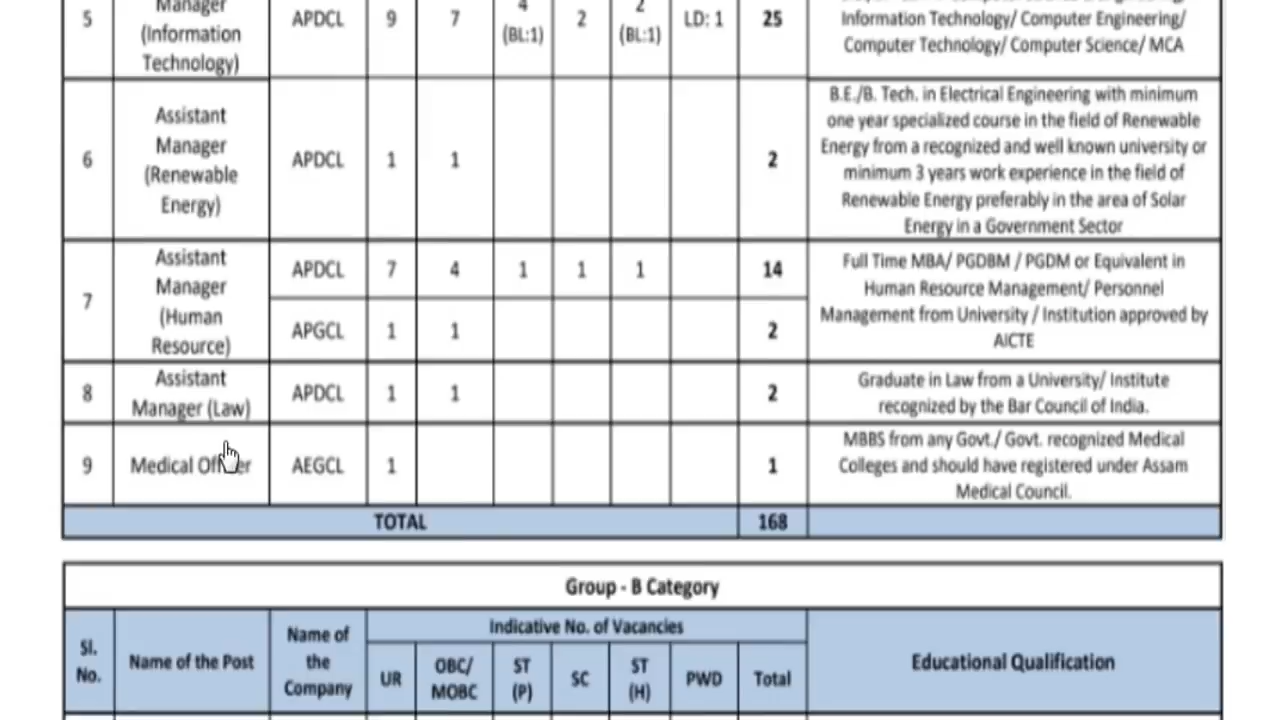 5 Manager (Information Technology) APDCL 9 7 4 (BL:1) 2 2 (BL:1) LD: 1 25
Information Technology/ Computer Engineering/
Computer Technology/ Computer Science/ MCA
6 Assistant Manager (Renewable Energy) APDCL 1 1 2
B.E./B. Tech. in Electrical Engineering with minimum
one year specialized course in the field of Renewable
Energy from a recognized and well known university or
minimum 3 years work experience in the field of
Renewable Energy preferably in the area of Solar
Energy in a Government Sector
7 Assistant Manager (Human Resource) APDCL 7 4 1 1 1 14
APGCL 1 1 2
Full Time MBA/ PGDBM / PGDM or Equivalent in
Human Resource Management/ Personnel
Management from University / Institution approved by
AICTE
8 Assistant Manager (Law) APDCL 1 1 2
Graduate in Law from a University/ Institute
recognized by the Bar Council of India.
9 Medical Officer AEGCL 1 1
MBBS from any Govt./ Govt. recognized Medical
Colleges and should have registered under Assam
Medical Council.
TOTAL 168
Group - B Category
Sl. No. Name of the Post Name of the Company Indicative No. of Vacancies Educational Qualification
UR OBC/ MOBC ST (P) SC ST (H) PWD Total